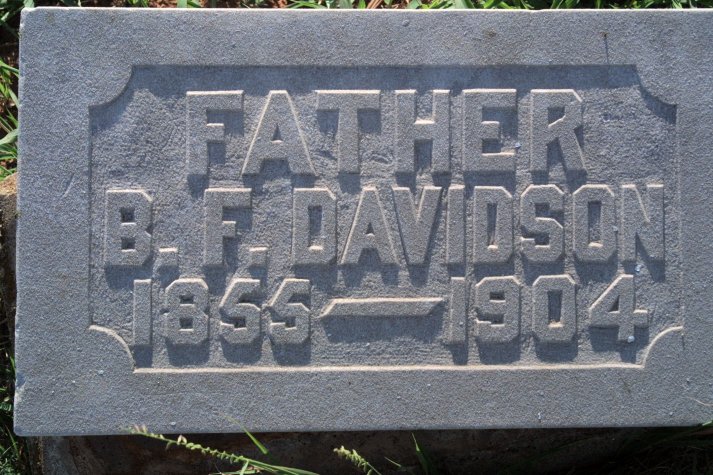 FATHER
B. F. DAVIDSON
1855 — 1904